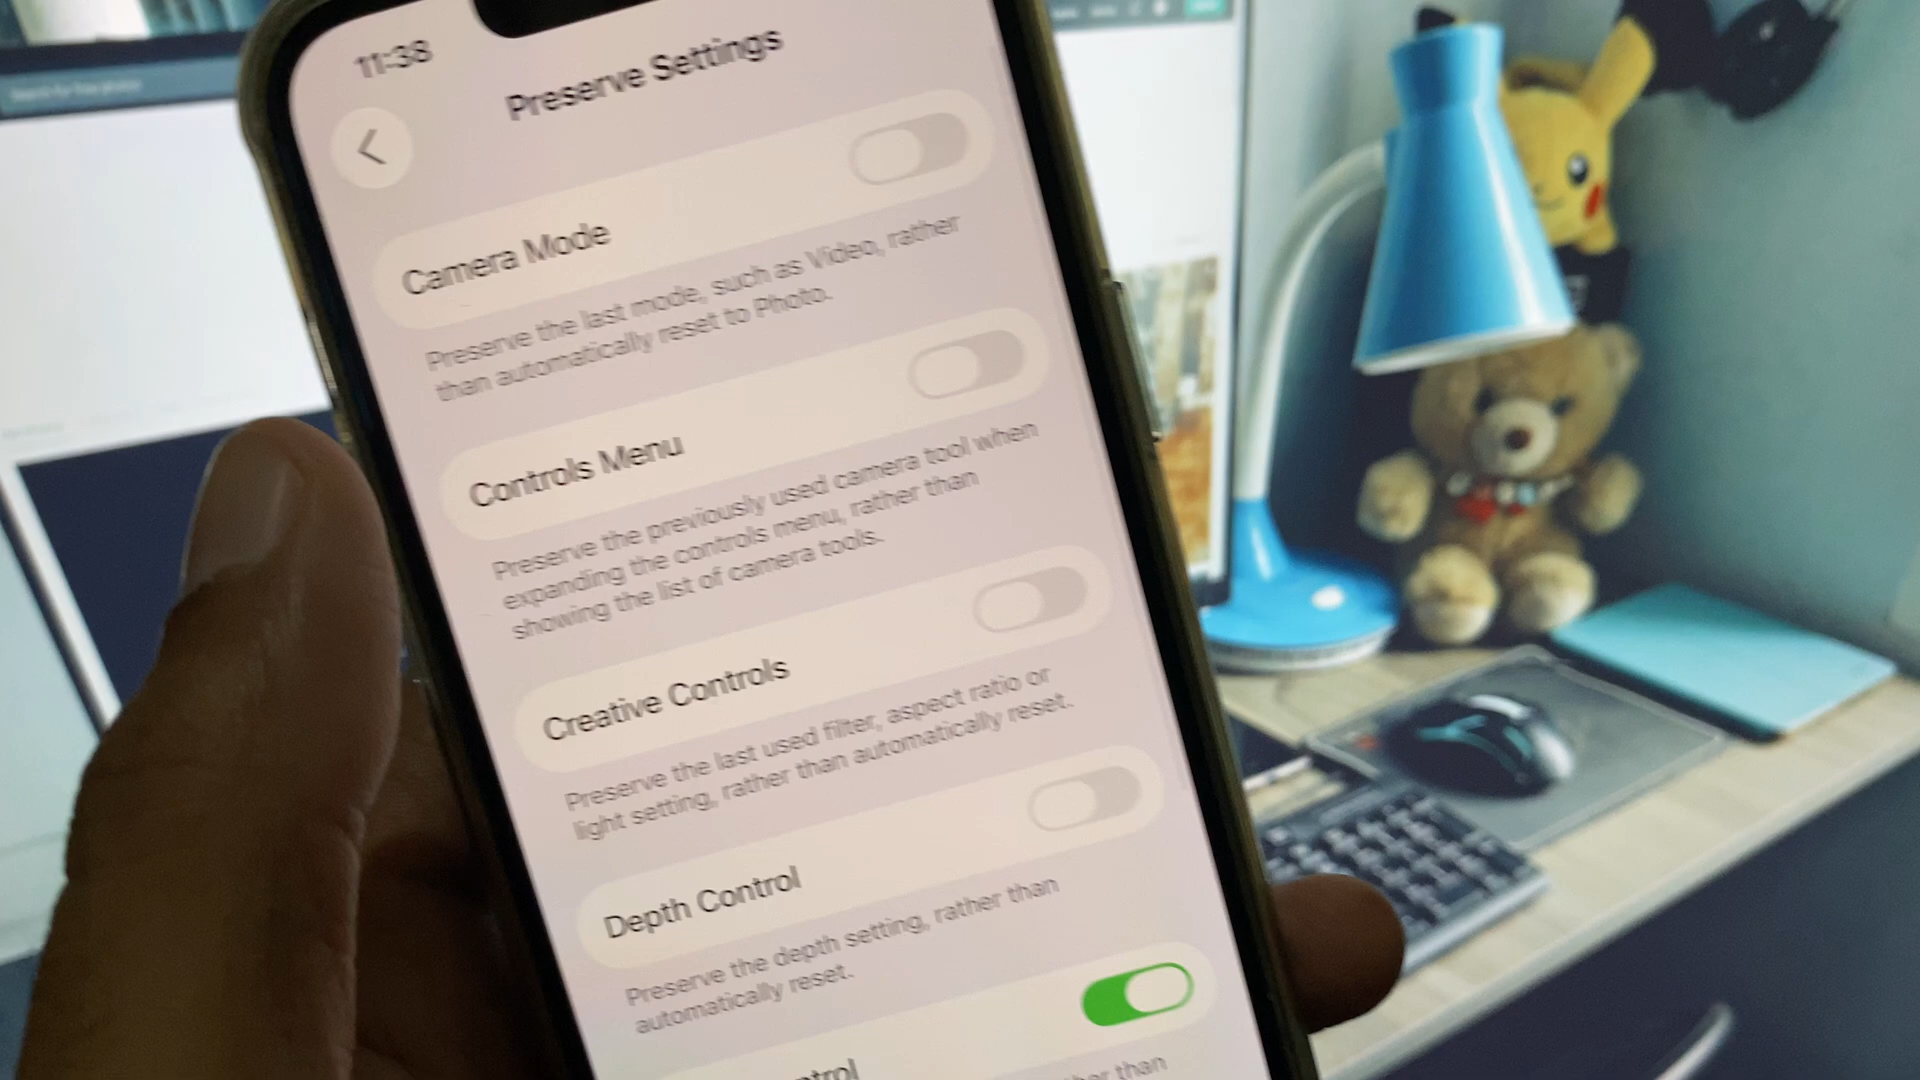 11:38
Preserve Settings
Camera Mode
Preserve the last mode, such as Video, rather
than automatically reset to Photo.
Controls Menu
Preserve the previously used camera tool when
expanding the controls menu, rather than
showing the list of camera tools.
Creative Controls
Preserve the last used filter, aspect ratio or
light setting, rather than automatically reset.
Depth Control
Preserve the depth setting, rather than
automatically reset.
ntrol
than